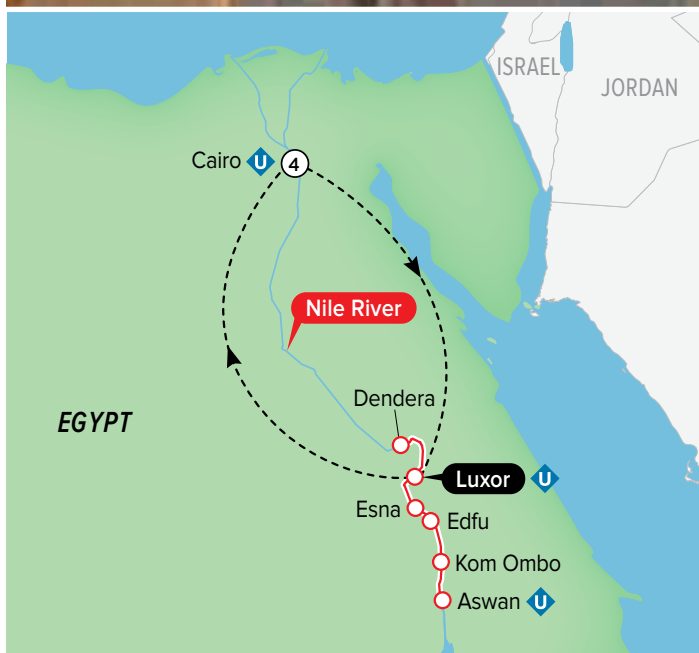 ISRAEL
JORDAN
Cairo U
4
Nile River
Dendera
EGYPT
Luxor U
Esna
Edfu
Kom Ombo
Aswan U